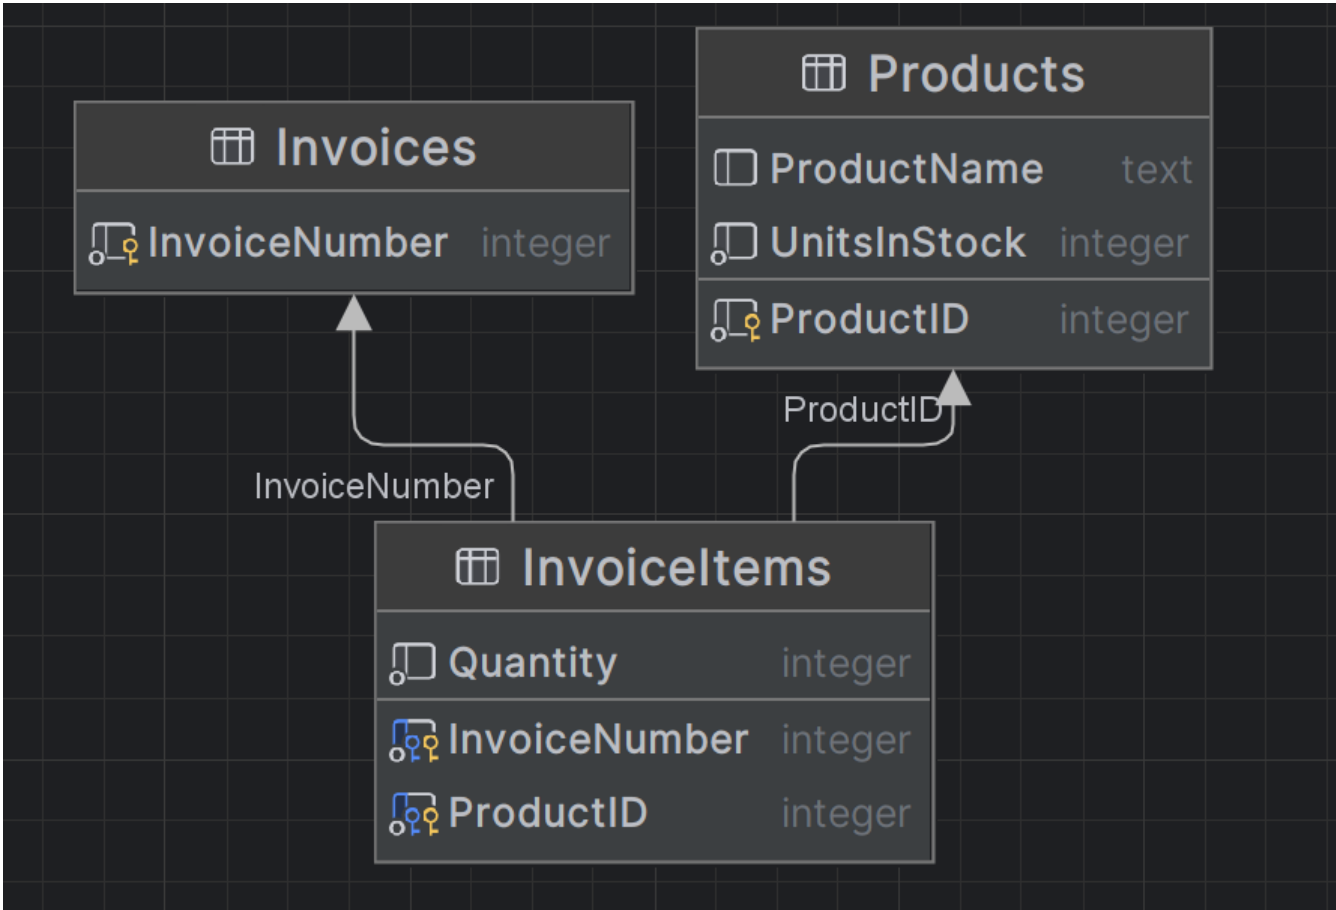 Invoices
InvoiceNumber integer
Products
ProductName text
UnitsInStock integer
ProductID integer
InvoiceNumber
ProductID
InvoiceItems
Quantity integer
InvoiceNumber integer
ProductID integer